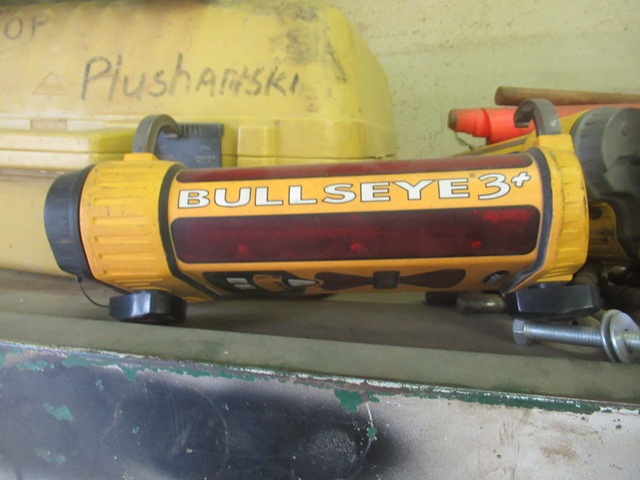 OF
Plushanski
BULLSEYE 3+